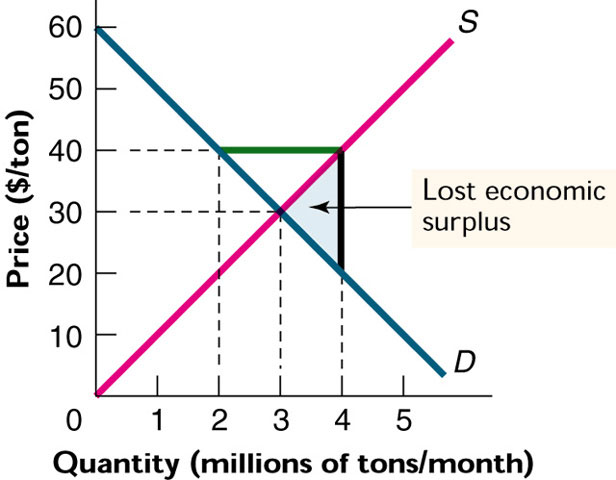 Price ($/ton)
60
50
40
30
20
10
0
1 2 3 4 5
S
D
Lost economic
surplus
Quantity (millions of tons/month)